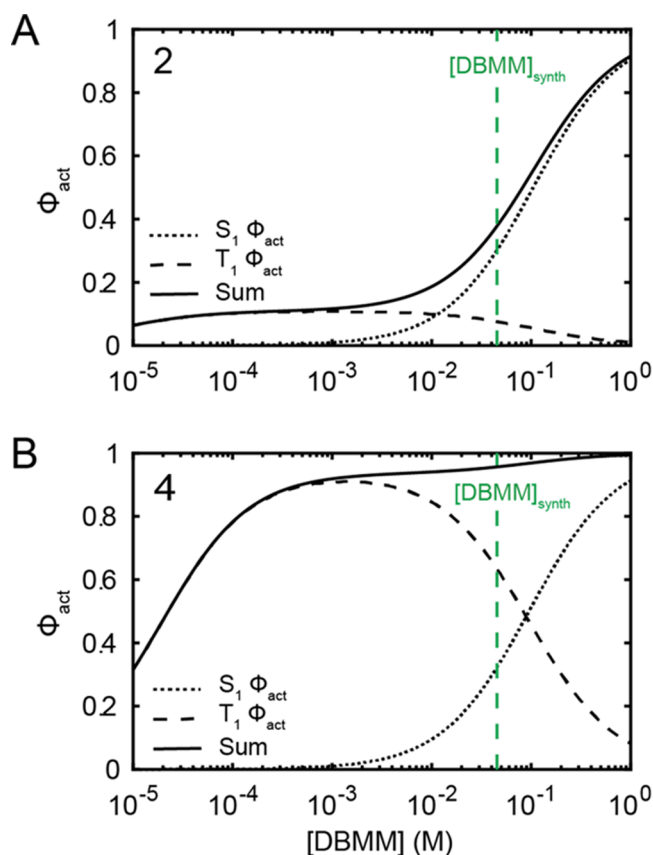 A
2
[DBMM]synth
1
0.8
0.6
0.4
0.2
0
Φact
S1 Φact
T1 Φact
Sum
10-5 10-4 10-3 10-2 10-1 100
B
4
[DBMM]synth
1
0.8
0.6
0.4
0.2
0
Φact
S1 Φact
T1 Φact
Sum
10-5 10-4 10-3 10-2 10-1 100
[DBMM] (M)